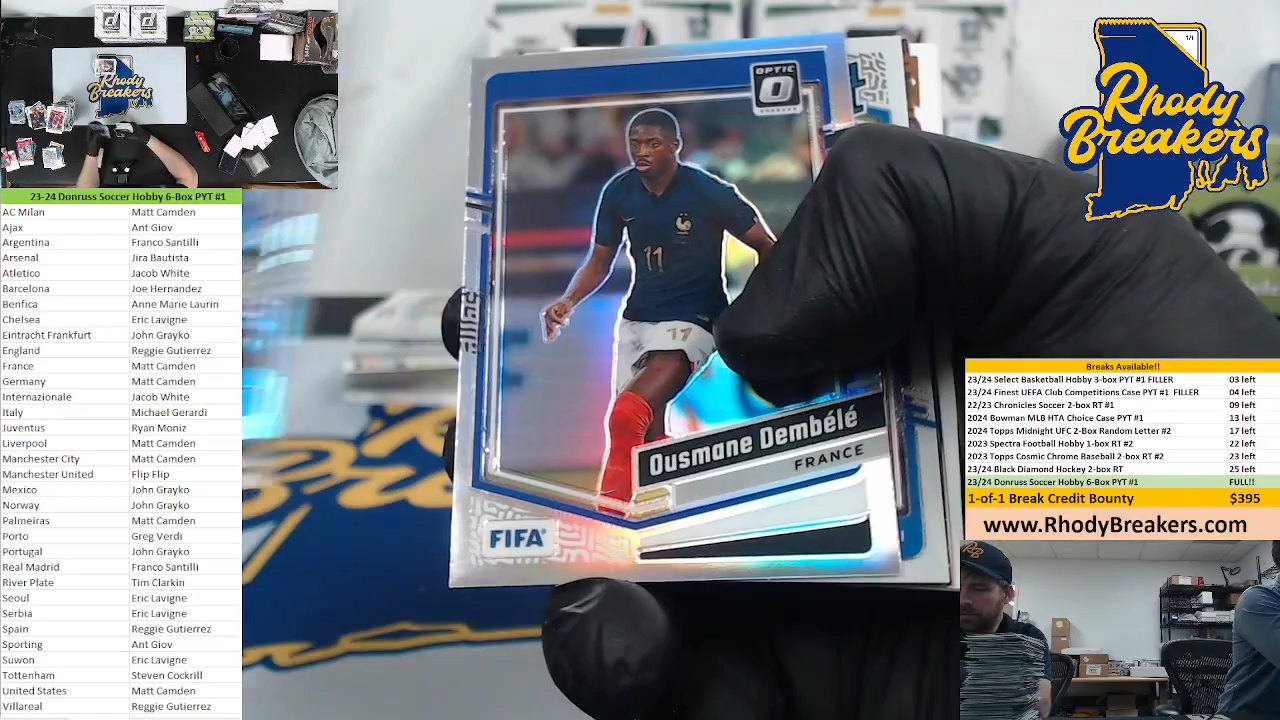 Rhody
Breakers
23-24 Donruss Soccer Hobby 6-Box PYT #1
AC Milan Matt Camden
Ajax Ant Giov
Argentina Franco Santilli
Arsenal Jira Bautista
Atletico Jacob White
Barcelona Joe Hernandez
Benfica Anne Marie Laurin
Chelsea Eric Lavigne
Eintracht Frankfurt John Grayko
England Reggie Gutierrez
France Matt Camden
Germany Matt Camden
Internazionale Jacob White
Italy Michael Gerardi
Juventus Ryan Moniz
Liverpool Matt Camden
Manchester City Matt Camden
Manchester United Flip Flip
Mexico John Grayko
Norway John Grayko
Palmeiras Matt Camden
Porto Greg Verdi
Portugal John Grayko
Real Madrid Franco Santilli
River Plate Tim Clarkin
Seoul Eric Lavigne
Serbia Eric Lavigne
Spain Reggie Gutierrez
Sporting Ant Giov
Suwon Eric Lavigne
Tottenham Steven Cockrill
United States Matt Camden
Villareal Reggie Gutierrez
OPTIC
O
DONRUSS
11
Ousmane Dembélé
FRANCE
FIFA
1/1
Rhody
Breakers
Breaks Available!!
23/24 Select Basketball Hobby 3-box PYT #1 FILLER 03 left
23/24 Finest UEFA Club Competitions Case PYT #1 FILLER 04 left
22/23 Chronicles Soccer 2-box RT #1 09 left
2024 Bowman MLB HTA Choice Case PYT #1 13 left
2024 Topps Midnight UFC 2-Box Random Letter #2 17 left
2023 Spectra Football Hobby 1-box RT #2 22 left
2023 Topps Cosmic Chrome Baseball 2-box RT #2 23 left
23/24 Black Diamond Hockey 2-box RT 25 left
23/24 Donruss Soccer Hobby 6-Box PYT #1 FULL!!
1-of-1 Break Credit Bounty $395
www.RhodyBreakers.com